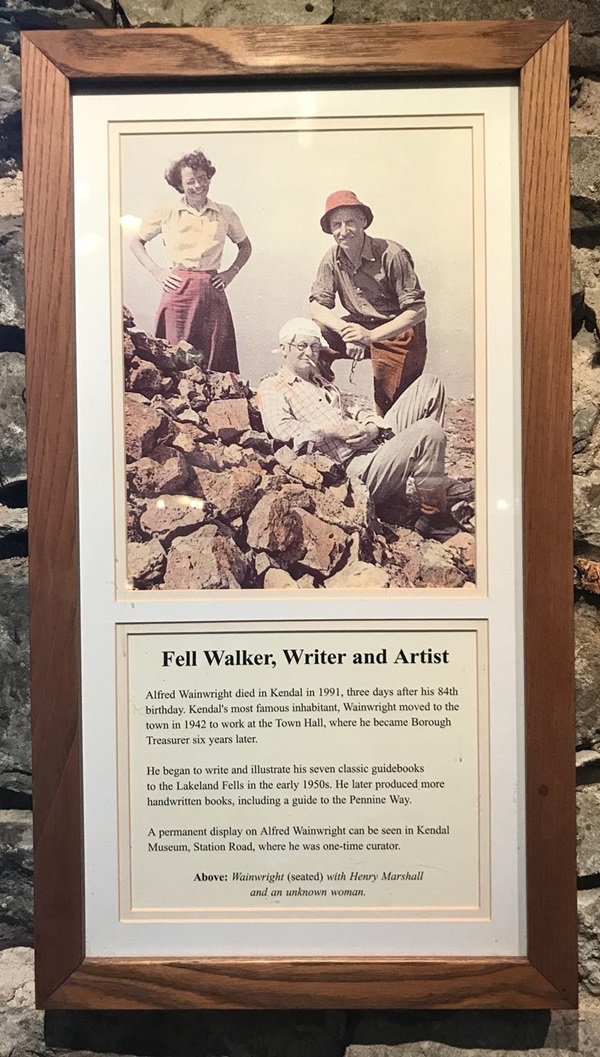 Fell Walker, Writer and Artist
Alfred Wainwright died in Kendal in 1991, three days after his 84th
birthday. Kendal's most famous inhabitant, Wainwright moved to the
town in 1942 to work at the Town Hall, where he became Borough
Treasurer six years later.
He began to write and illustrate his seven classic guidebooks
to the Lakeland Fells in the early 1950s. He later produced more
handwritten books, including a guide to the Pennine Way.
A permanent display on Alfred Wainwright can be seen in Kendal
Museum, Station Road, where he was one-time curator.
Above: Wainwright (seated) with Henry Marshall
and an unknown woman.